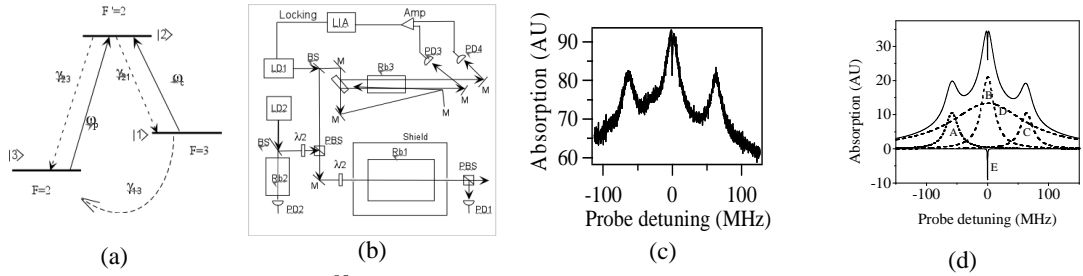 F'=2
|2>
γ23
γ21
ωp
ωc
|1>
|3>
F=3
F=2
γ13
(a)
Locking
LIA
Amp
PD3
PD4
LD1
BS
M
Rb3
M
M
M
LD2
BS
λ/2
PBS
Shield
λ/2
Rb1
PBS
M
Rb2
PD2
PD1
(b)
Absorption (AU)
90
80
70
60
-100
0
100
Probe detuning (MHz)
(c)
Absorption (AU)
30
20
10
0
-10
A
B
C
D
E
-100
0
100
Probe detuning (MHz)
(d)